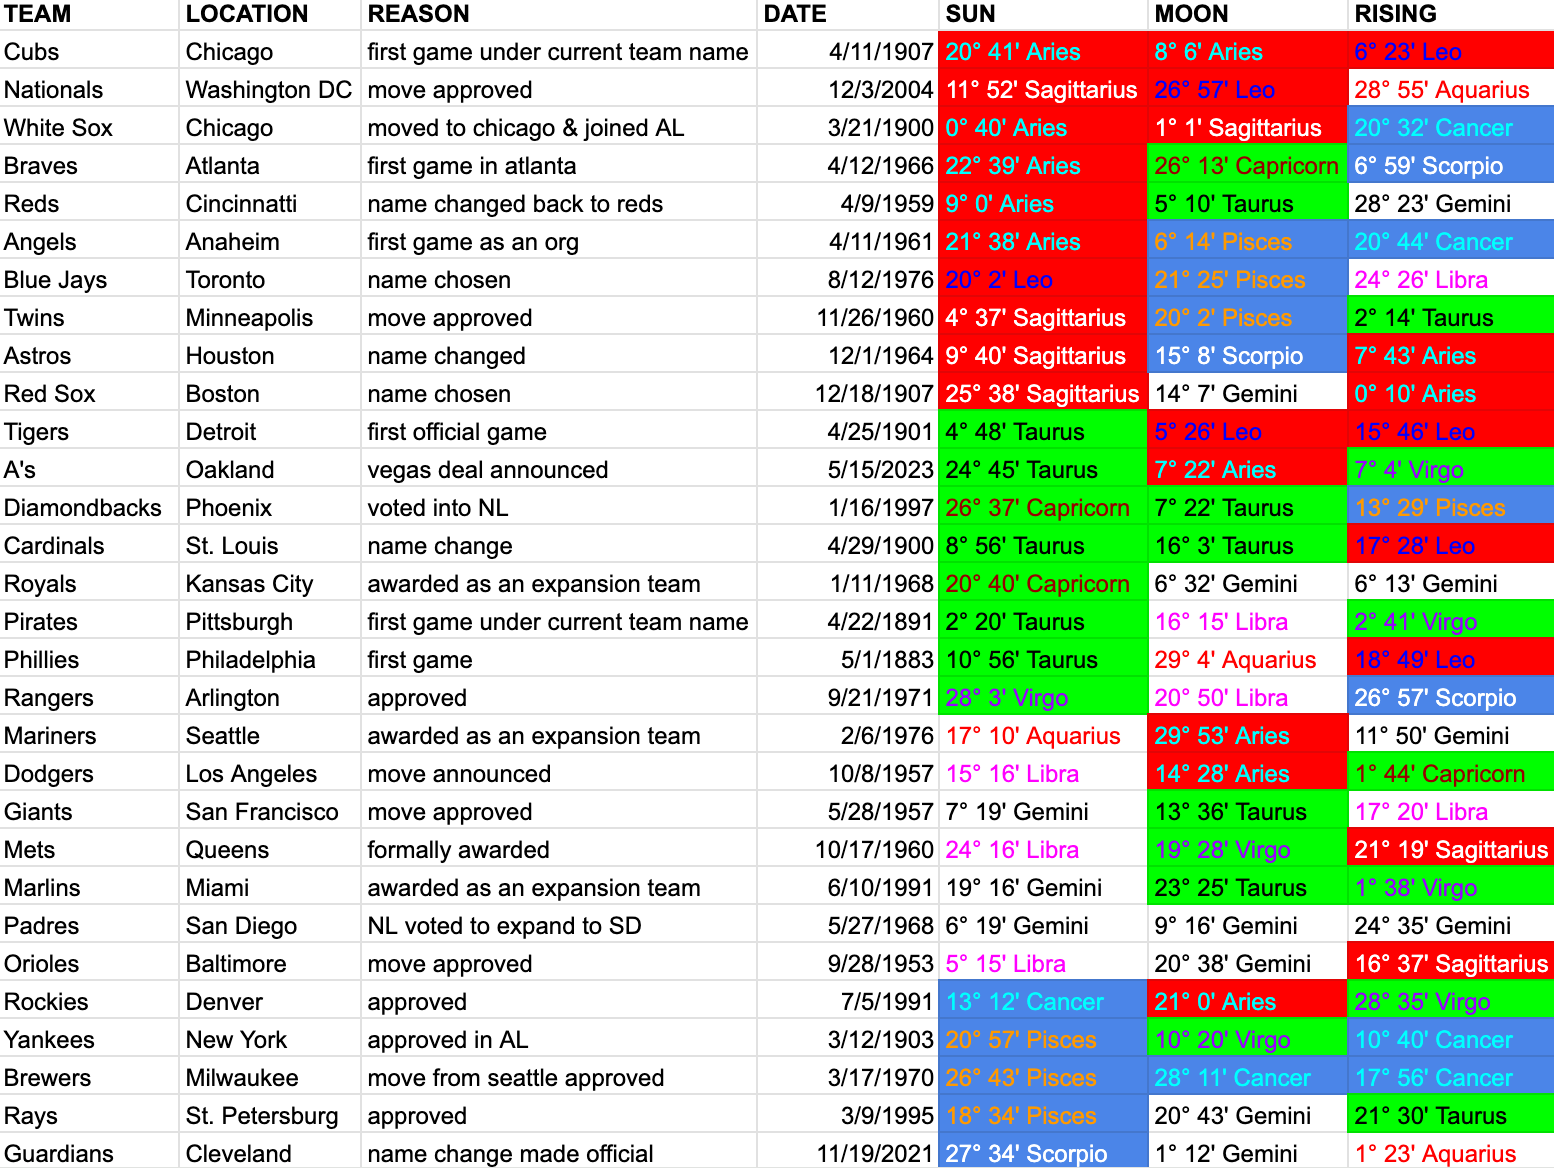 TEAM LOCATION REASON DATE SUN MOON RISING
Cubs Chicago first game under current team name 4/11/1907 20° 41' Aries 8° 6' Aries 6° 23' Leo
Nationals Washington DC move approved 12/3/2004 11° 52' Sagittarius 26° 57' Leo 28° 55' Aquarius
White Sox Chicago moved to chicago & joined AL 3/21/1900 0° 40' Aries 1° 1' Sagittarius 20° 32' Cancer
Braves Atlanta first game in atlanta 4/12/1966 22° 39' Aries 26° 13' Capricorn 6° 59' Scorpio
Reds Cincinnatti name changed back to reds 4/9/1959 9° 0' Aries 5° 10' Taurus 28° 23' Gemini
Angels Anaheim first game as an org 4/11/1961 21° 38' Aries 6° 14' Pisces 20° 44' Cancer
Blue Jays Toronto name chosen 8/12/1976 20° 2' Leo 21° 25' Pisces 24° 26' Libra
Twins Minneapolis move approved 11/26/1960 4° 37' Sagittarius 20° 2' Pisces 2° 14' Taurus
Astros Houston name changed 12/1/1964 9° 40' Sagittarius 15° 8' Scorpio 7° 43' Aries
Red Sox Boston name chosen 12/18/1907 25° 38' Sagittarius 14° 7' Gemini 0° 10' Aries
Tigers Detroit first official game 4/25/1901 4° 48' Taurus 5° 26' Leo 15° 46' Leo
A's Oakland vegas deal announced 5/15/2023 24° 45' Taurus 7° 22' Aries 7° 4' Virgo
Diamondbacks Phoenix voted into NL 1/16/1997 26° 37' Capricorn 7° 22' Taurus 13° 29' Pisces
Cardinals St. Louis name change 4/29/1900 8° 56' Taurus 16° 3' Taurus 17° 28' Leo
Royals Kansas City awarded as an expansion team 1/11/1968 20° 40' Capricorn 6° 32' Gemini 6° 13' Gemini
Pirates Pittsburgh first game under current team name 4/22/1891 2° 20' Taurus 16° 15' Libra 2° 41' Virgo
Phillies Philadelphia first game 5/1/1883 10° 56' Taurus 29° 4' Aquarius 18° 49' Leo
Rangers Arlington approved 9/21/1971 28° 3' Virgo 20° 50' Libra 26° 57' Scorpio
Mariners Seattle awarded as an expansion team 2/6/1976 17° 10' Aquarius 29° 53' Aries 11° 50' Gemini
Dodgers Los Angeles move announced 10/8/1957 15° 16' Libra 14° 28' Aries 1° 44' Capricorn
Giants San Francisco move approved 5/28/1957 7° 19' Gemini 13° 36' Taurus 17° 20' Libra
Mets Queens formally awarded 10/17/1960 24° 16' Libra 19° 28' Virgo 21° 19' Sagittarius
Marlins Miami awarded as an expansion team 6/10/1991 19° 16' Gemini 23° 25' Taurus 1° 38' Virgo
Padres San Diego NL voted to expand to SD 5/27/1968 6° 19' Gemini 9° 16' Gemini 24° 35' Gemini
Orioles Baltimore move approved 9/28/1953 5° 15' Libra 20° 38' Gemini 16° 37' Sagittarius
Rockies Denver approved 7/5/1991 13° 12' Cancer 21° 0' Aries 28° 35' Virgo
Yankees New York approved in AL 3/12/1903 20° 57' Pisces 10° 20' Virgo 10° 40' Cancer
Brewers Milwaukee move from seattle approved 3/17/1970 26° 43' Pisces 28° 11' Cancer 17° 56' Cancer
Rays St. Petersburg approved 3/9/1995 18° 34' Pisces 20° 43' Gemini 21° 30' Taurus
Guardians Cleveland name change made official 11/19/2021 27° 34' Scorpio 1° 12' Gemini 1° 23' Aquarius